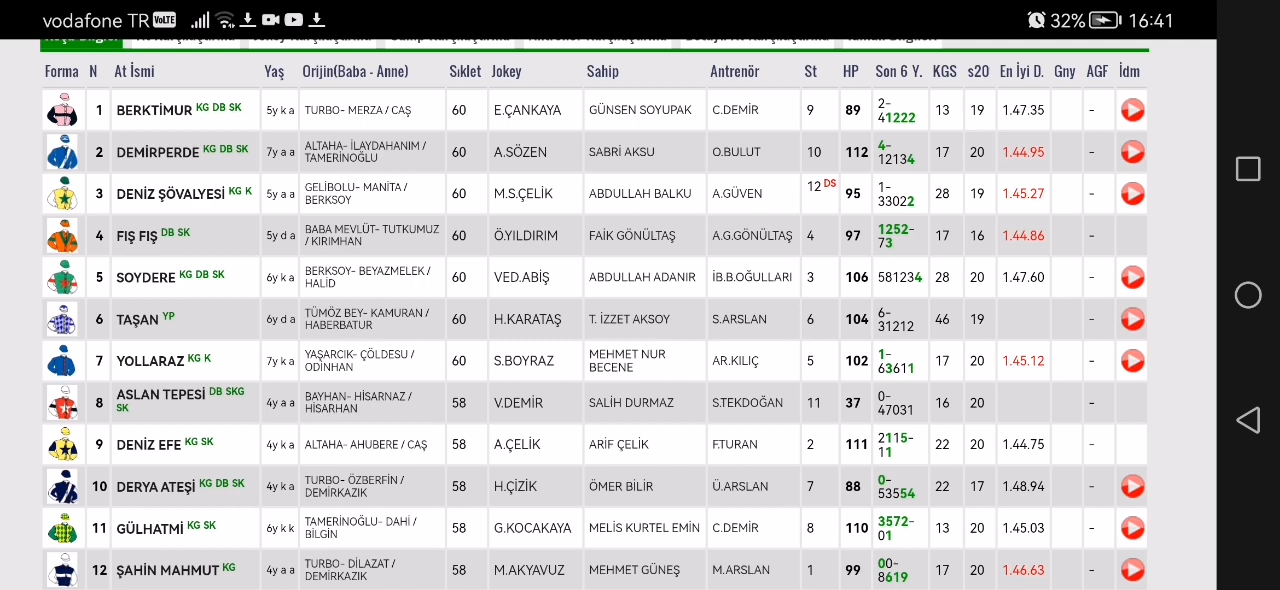 vodafone TR VoLTE 32% 16:41
Forma N At İsmi Yaş Orijin(Baba - Anne) Sıklet Jokey Sahip Antrenör St HP Son 6 Y. KGS s20 En İyi D. Gny AGF İdm
1 BERKTİMUR KG DB SK 5y k a TURBO- MERZA / CAŞ 60 E.ÇANKAYA GÜNSEN SOYUPAK C.DEMİR 9 89 2-
41222 13 19 1.47.35 -
2 DEMİRPERDE KG DB SK 7y a a ALTAHA- İLAYDAHANIM /
TAMERİNOĞLU 60 A.SÖZEN SABRİ AKSU O.BULUT 10 112 4-
12134 17 20 1.44.95 -
3 DENİZ ŞÖVALYESİ KG K 5y a a GELİBOLU- MANİTA /
BERKSOY 60 M.S.ÇELİK ABDULLAH BALKU A.GÜVEN 12 DS 95 1-
33022 28 19 1.45.27 -
4 FIŞ FIŞ DB SK 5y d a BABA MEVLÜT- TUTKUMUZ
/ KIRIMHAN 60 Ö.YILDIRIM FAİK GÖNÜLTAŞ A.G.GÖNÜLTAŞ 4 97 1252-
73 17 16 1.44.86 -
5 SOYDERE KG DB SK 6y k a BERKSOY- BEYAZMELEK /
HALİD 60 VED.ABİŞ ABDULLAH ADANIR İB.B.OĞULLARI 3 106 581234 28 20 1.47.60 -
6 TAŞAN YP 6y d a TÜMÖZ BEY- KAMURAN /
HABERBATUR 60 H.KARATAŞ T. İZZET AKSOY S.ARSLAN 6 104 6-
31212 46 19 -
7 YOLLARAZ KG K 7y k a YAŞARCIK- ÇÖLDESU /
ODİNHAN 60 S.BOYRAZ MEHMET NUR
BECENE AR.KILIÇ 5 102 1-
63611 17 20 1.45.12 -
8 ASLAN TEPESİ DB SKG
SK 4y a a BAYHAN- HİSARNAZ /
HİSARHAN 58 V.DEMİR SALİH DURMAZ S.TEKDOĞAN 11 37 0-
47031 16 20 -
9 DENİZ EFE KG SK 4y k a ALTAHA- AHUBERE / CAŞ 58 A.ÇELİK ARİF ÇELİK F.TURAN 2 111 2115-
11 22 20 1.44.75 -
10 DERYA ATEŞİ KG DB SK 4y k a TURBO- ÖZBERFİN /
DEMİRKAZIK 58 H.ÇİZİK ÖMER BİLİR Ü.ARSLAN 7 88 0-
53554 22 17 1.48.94 -
11 GÜLHATMİ KG SK 6y k k TAMERİNOĞLU- DAHİ /
BİLGİN 58 G.KOCAKAYA MELİS KURTEL EMİN C.DEMİR 8 110 3572-
01 13 20 1.45.03 -
12 ŞAHİN MAHMUT KG 4y a a TURBO- DİLAZAT /
DEMİRKAZIK 58 M.AKYAVUZ MEHMET GÜNEŞ M.ARSLAN 1 99 00-
8619 17 20 1.46.63 -